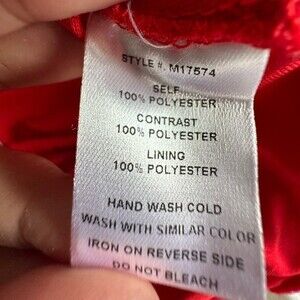 STYLE #. M17574
SELF
100% POLYESTER
CONTRAST
100% POLYESTER
LINING
100% POLYESTER
HAND WASH COLD
WASH WITH SIMILAR COLOR
IRON ON REVERSE SIDE
DO NOT BLEACH